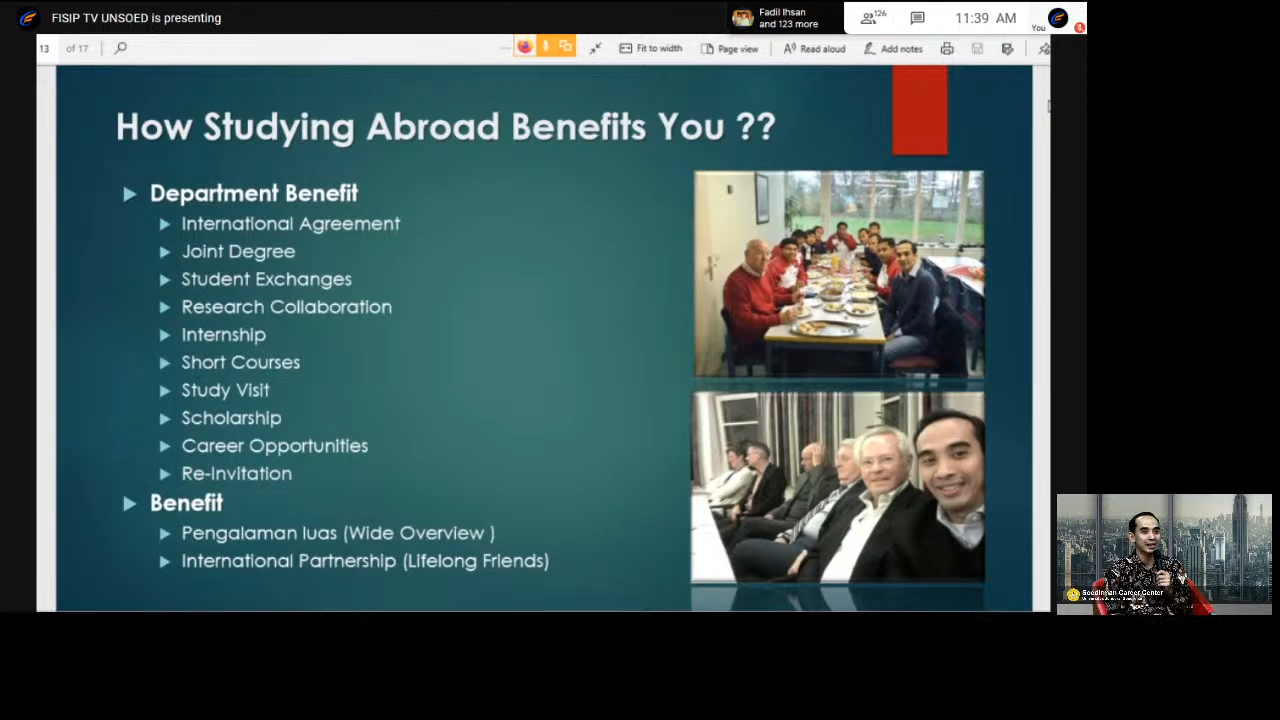 FISIP TV UNSOED is presenting
Fadil Ihsan
and 123 more
126
11:39 AM
You
13 of 17
Fit to width
Page view
Read aloud
Add notes
How Studying Abroad Benefits You ??
Department Benefit
International Agreement
Joint Degree
Student Exchanges
Research Collaboration
Internship
Short Courses
Study Visit
Scholarship
Career Opportunities
Re-Invitation
Benefit
Pengalaman luas (Wide Overview )
International Partnership (Lifelong Friends)
Soedirman Career Center